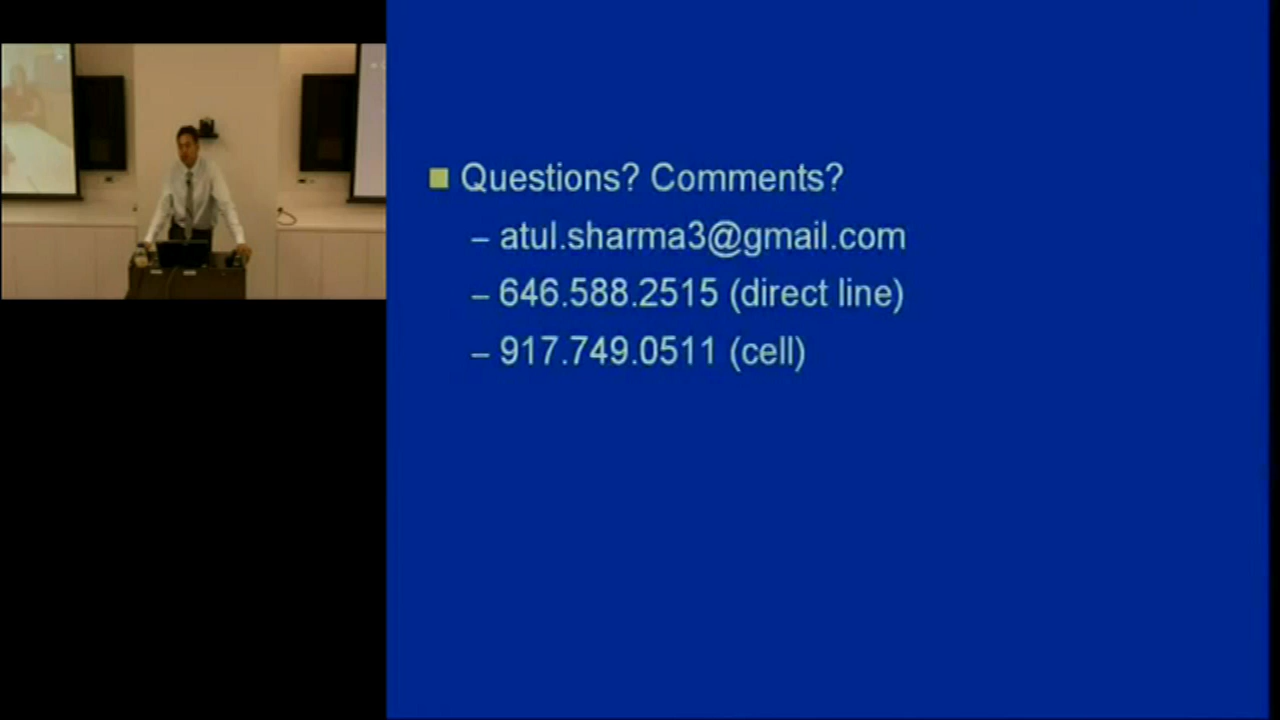 Questions? Comments?
– atul.sharma3@gmail.com
– 646.588.2515 (direct line)
– 917.749.0511 (cell)